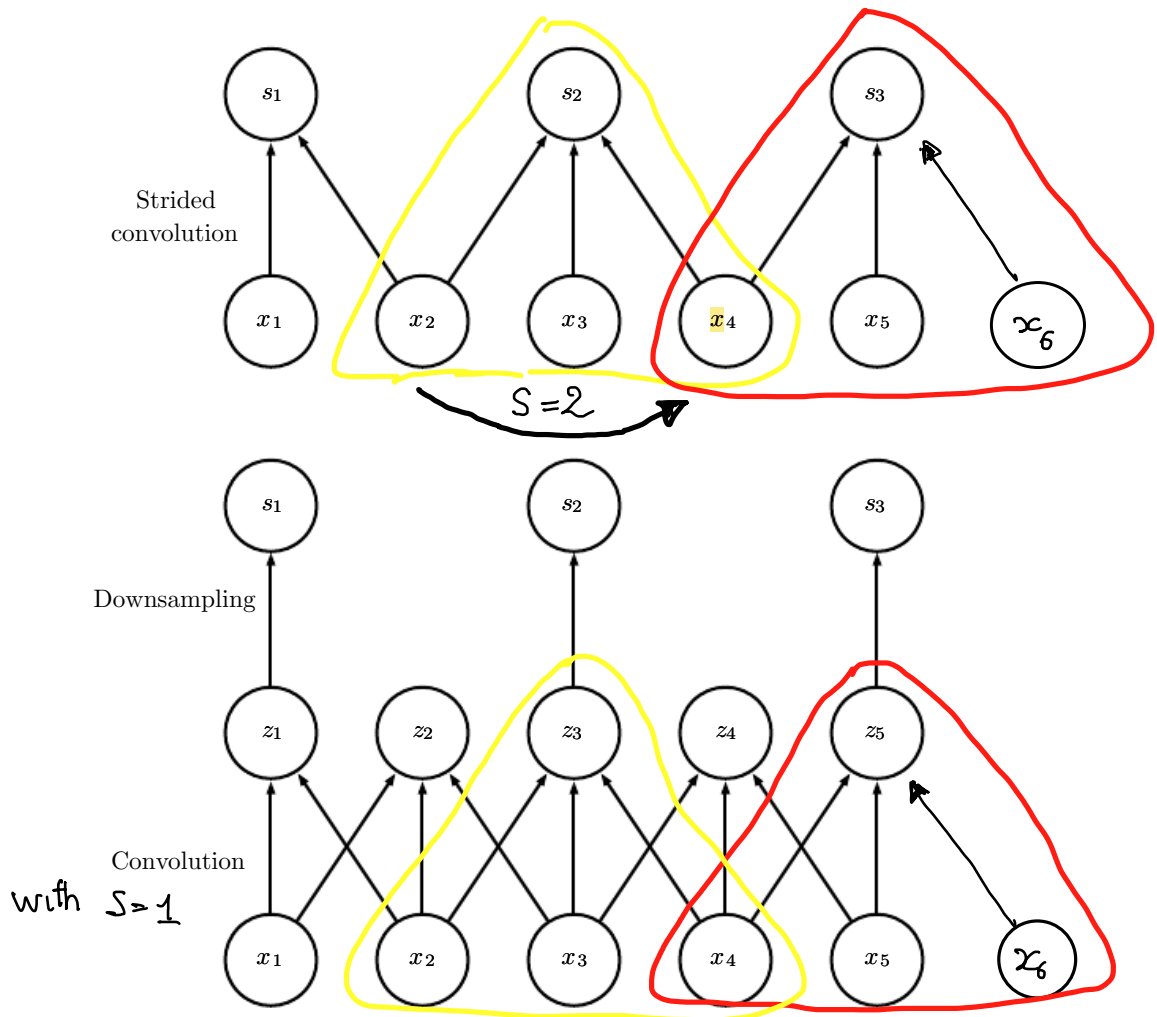 s1 s2 s3
Strided
convolution
x1 x2 x3 x4 x5 x6
S=2
s1 s2 s3
Downsampling
z1 z2 z3 z4 z5
Convolution
with S=1
x1 x2 x3 x4 x5 x6